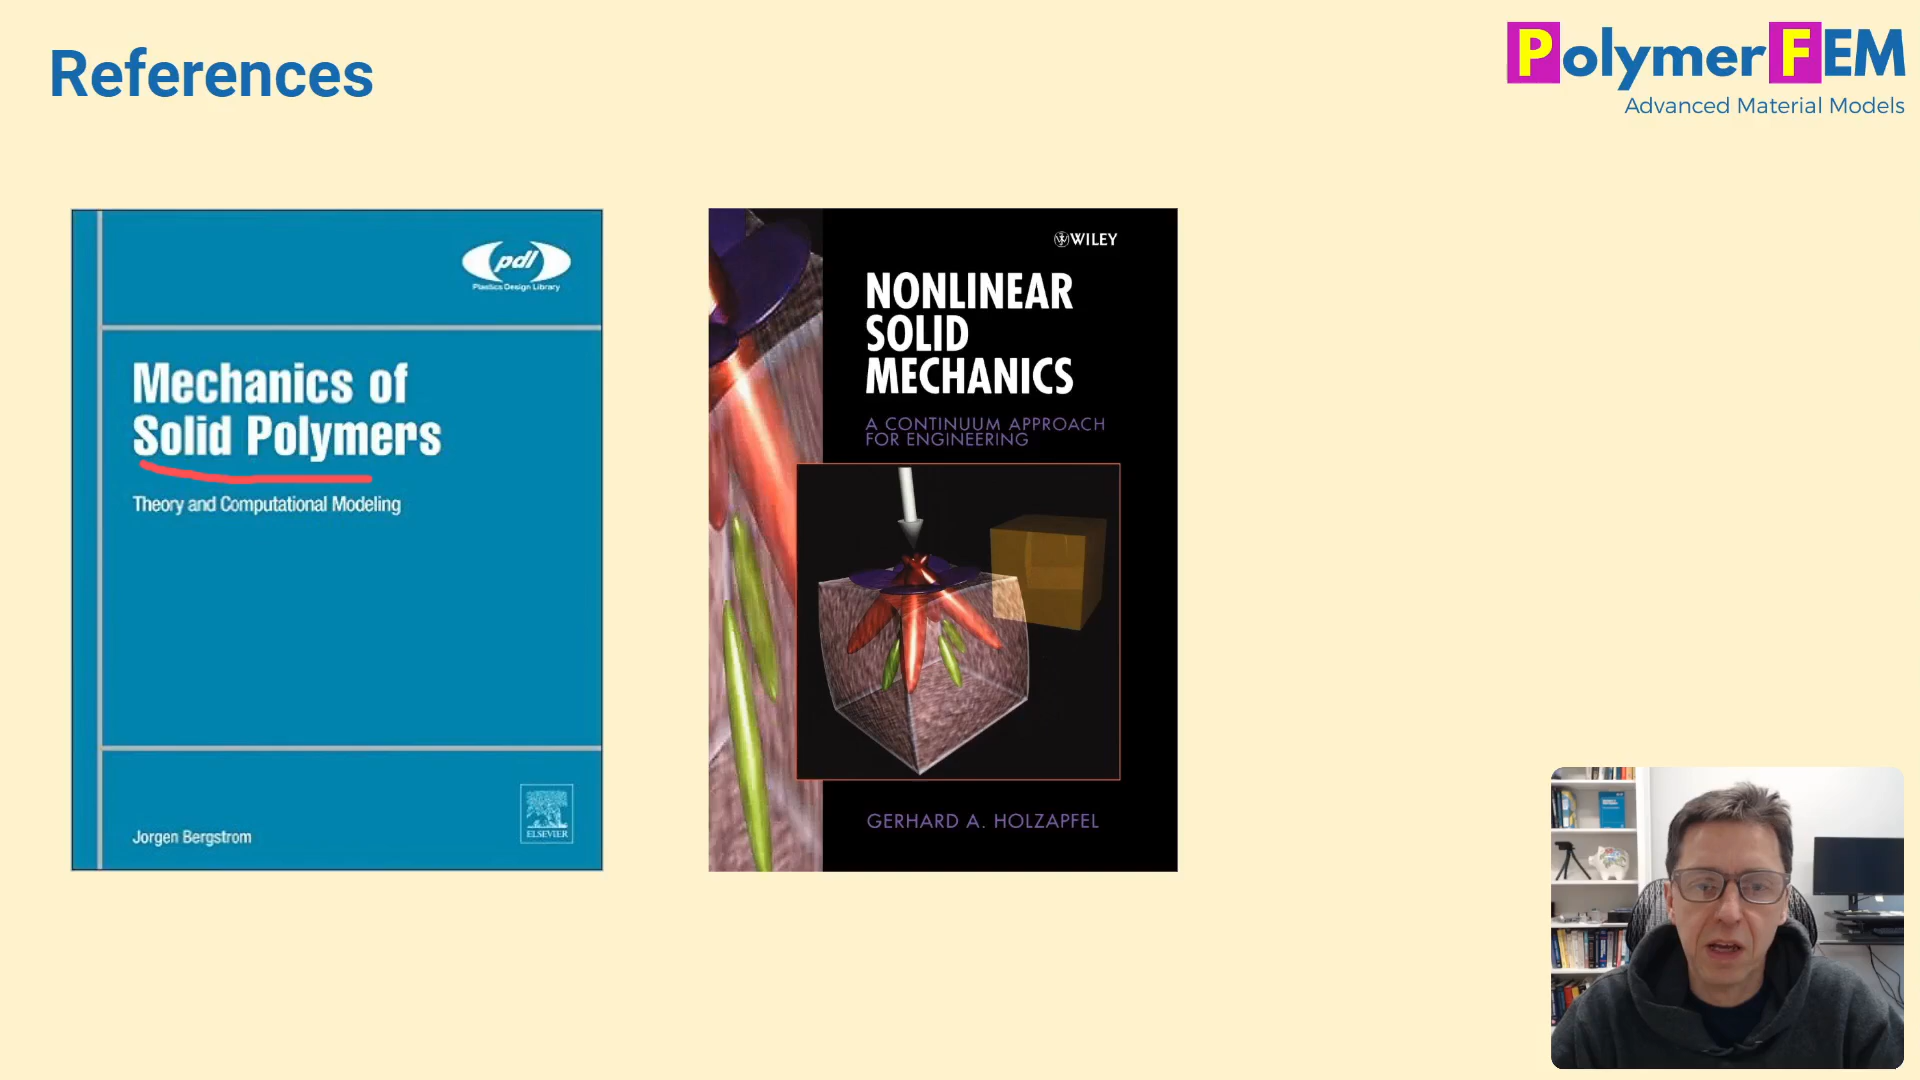 References
PolymerFEM
Advanced Material Models
pdl
Plastics Design Library
Mechanics of
Solid Polymers
Theory and Computational Modeling
Jorgen Bergstrom
ELSEVIER
WILEY
NONLINEAR
SOLID
MECHANICS
A CONTINUUM APPROACH
FOR ENGINEERING
GERHARD A. HOLZAPFEL